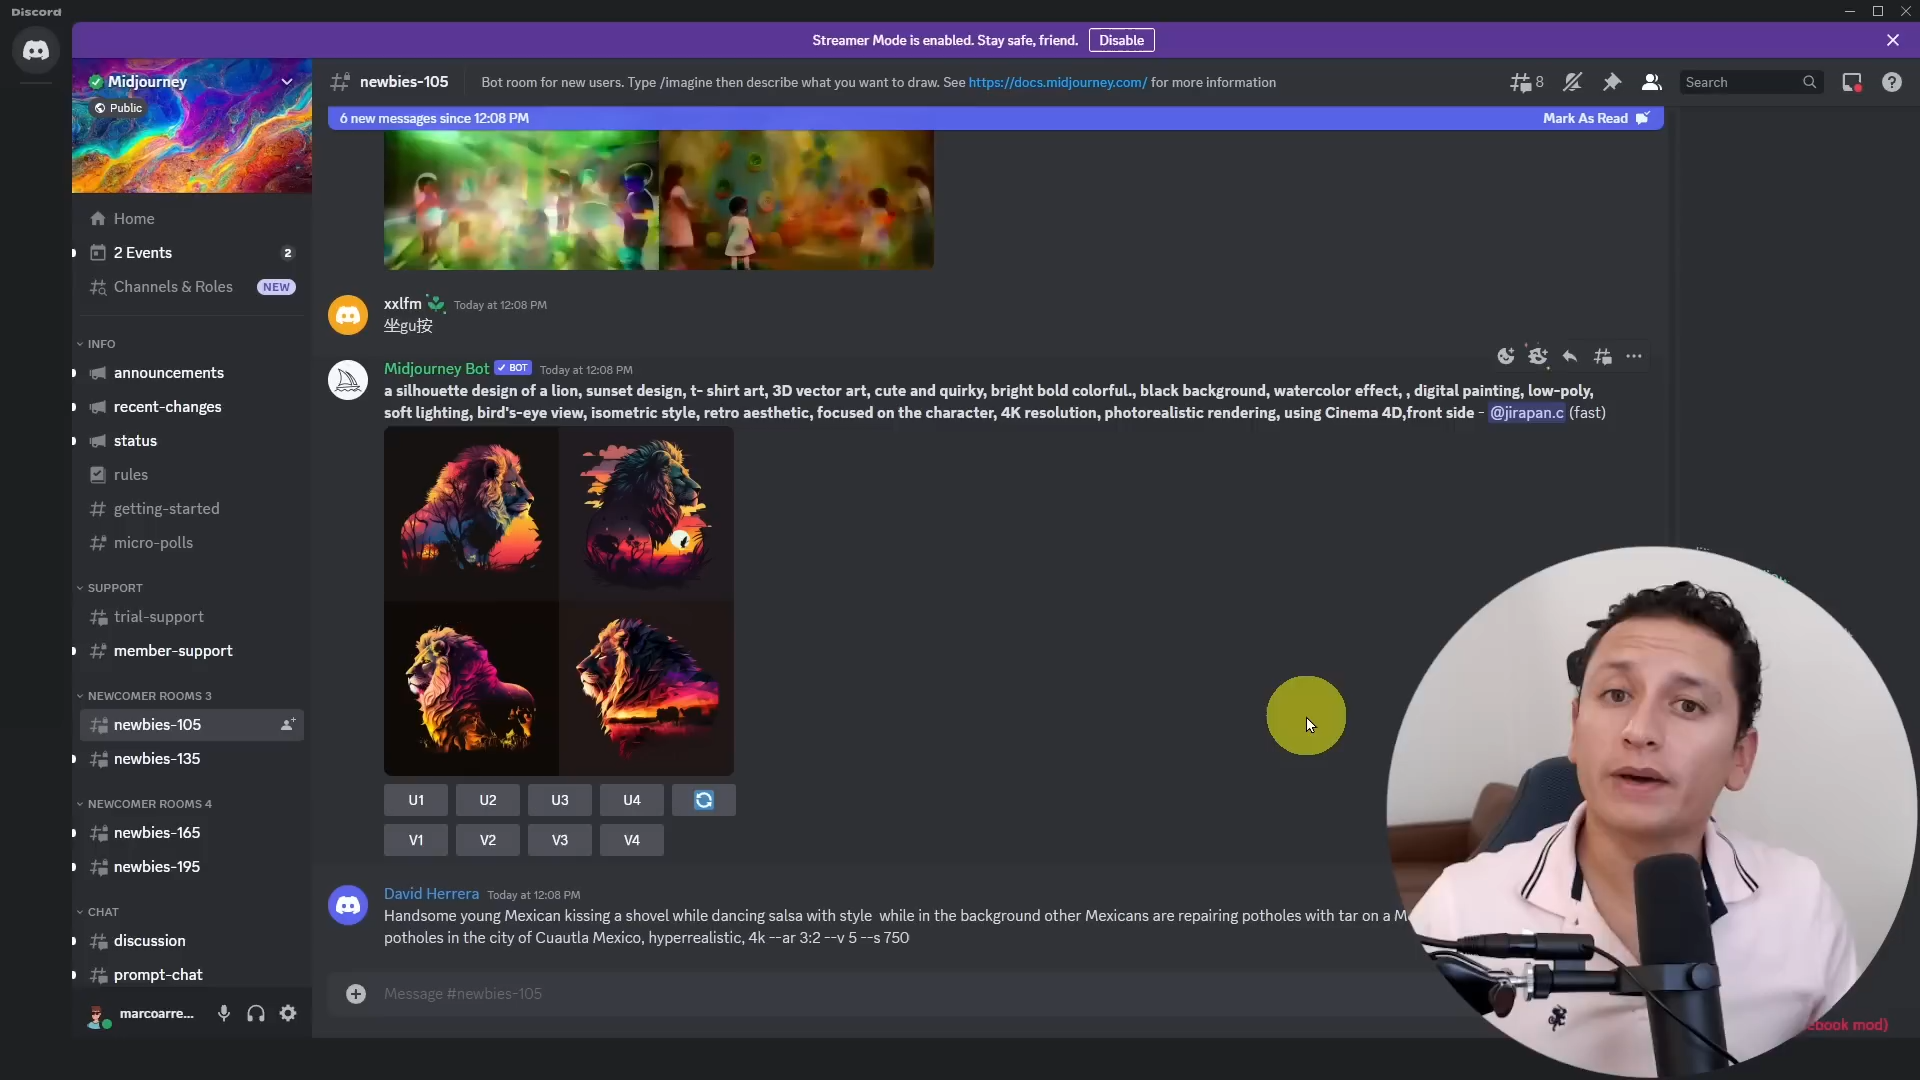 Discord
Streamer Mode is enabled. Stay safe, friend.
Disable
Midjourney
Public
newbies-105
Bot room for new users. Type /imagine then describe what you want to draw. See https://docs.midjourney.com/ for more information
8
Search
6 new messages since 12:08 PM
Mark As Read
Home
2 Events
2
Channels & Roles
NEW
INFO
announcements
recent-changes
status
rules
getting-started
micro-polls
SUPPORT
trial-support
member-support
NEWCOMER ROOMS 3
newbies-105
newbies-135
NEWCOMER ROOMS 4
newbies-165
newbies-195
CHAT
discussion
prompt-chat
marcoarre...
xxlfm Today at 12:08 PM
坐gu按
Midjourney Bot BOT Today at 12:08 PM
a silhouette design of a lion, sunset design, t- shirt art, 3D vector art, cute and quirky, bright bold colorful., black background, watercolor effect, , digital painting, low-poly,
soft lighting, bird's-eye view, isometric style, retro aesthetic, focused on the character, 4K resolution, photorealistic rendering, using Cinema 4D,front side - @jirapan.c (fast)
U1 U2 U3 U4
V1 V2 V3 V4
David Herrera Today at 12:08 PM
Handsome young Mexican kissing a shovel while dancing salsa with style while in the background other Mexicans are repairing potholes with tar on a
potholes in the city of Cuautla Mexico, hyperrealistic, 4k --ar 3:2 --v 5 --s 750
Message #newbies-105
mod)